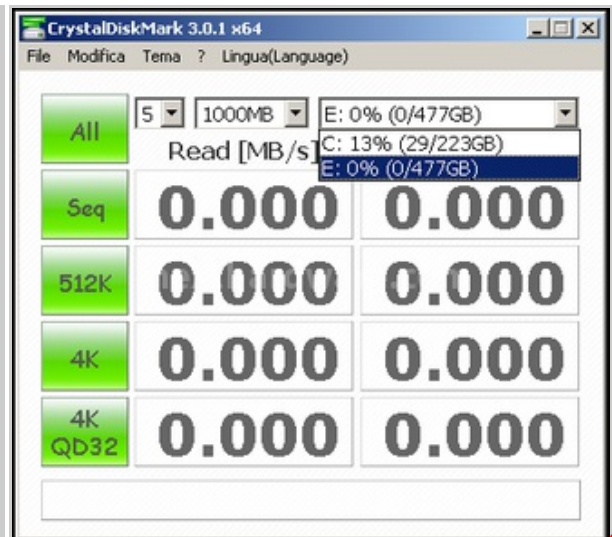 CrystalDiskMark 3.0.1 x64
File Modifica Tema ? Lingua(Language)
All 5 1000MB E: 0% (0/477GB)
C: 13% (29/223GB)
Read [MB/s]
E: 0% (0/477GB)
Seq 0.000 0.000
512K 0.000 0.000
4K 0.000 0.000
4K QD32 0.000 0.000